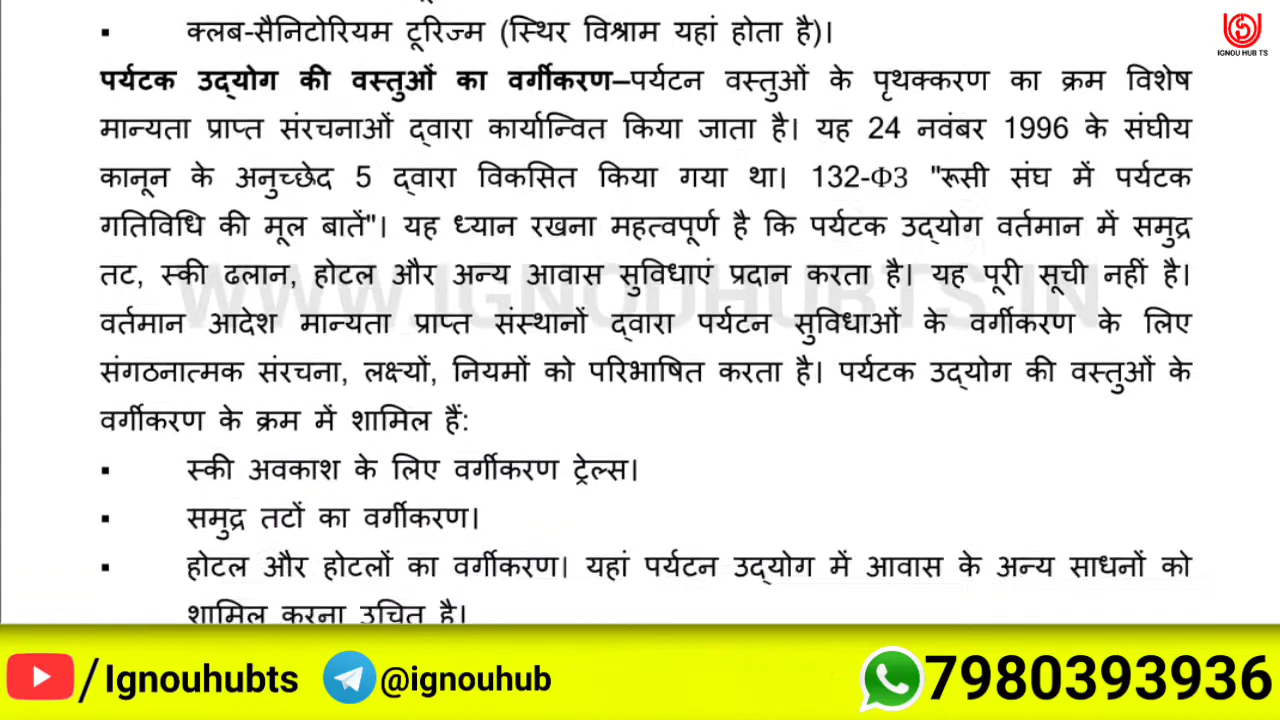 IGNOU HUB TS
▪ क्लब-सैनिटोरियम टूरिज्म (स्थिर विश्राम यहां होता है)।
पर्यटक उद्योग की वस्तुओं का वर्गीकरण–पर्यटन वस्तुओं के पृथक्करण का क्रम विशेष
मान्यता प्राप्त संरचनाओं द्वारा कार्यान्वित किया जाता है। यह 24 नवंबर 1996 के संघीय
कानून के अनुच्छेद 5 द्वारा विकसित किया गया था। 132-ФЗ "रूसी संघ में पर्यटक
गतिविधि की मूल बातें"। यह ध्यान रखना महत्वपूर्ण है कि पर्यटक उद्योग वर्तमान में समुद्र
तट, स्की ढलान, होटल और अन्य आवास सुविधाएं प्रदान करता है। यह पूरी सूची नहीं है।
WWW.IGNOUHUBTS.IN
वर्तमान आदेश मान्यता प्राप्त संस्थानों द्वारा पर्यटन सुविधाओं के वर्गीकरण के लिए
संगठनात्मक संरचना, लक्ष्यों, नियमों को परिभाषित करता है। पर्यटक उद्योग की वस्तुओं के
वर्गीकरण के क्रम में शामिल हैं:
▪ स्की अवकाश के लिए वर्गीकरण ट्रेल्स।
▪ समुद्र तटों का वर्गीकरण।
▪ होटल और होटलों का वर्गीकरण। यहां पर्यटन उद्योग में आवास के अन्य साधनों को
शामिल करना उचित है।
/Ignouhubts @ignouhub 7980393936